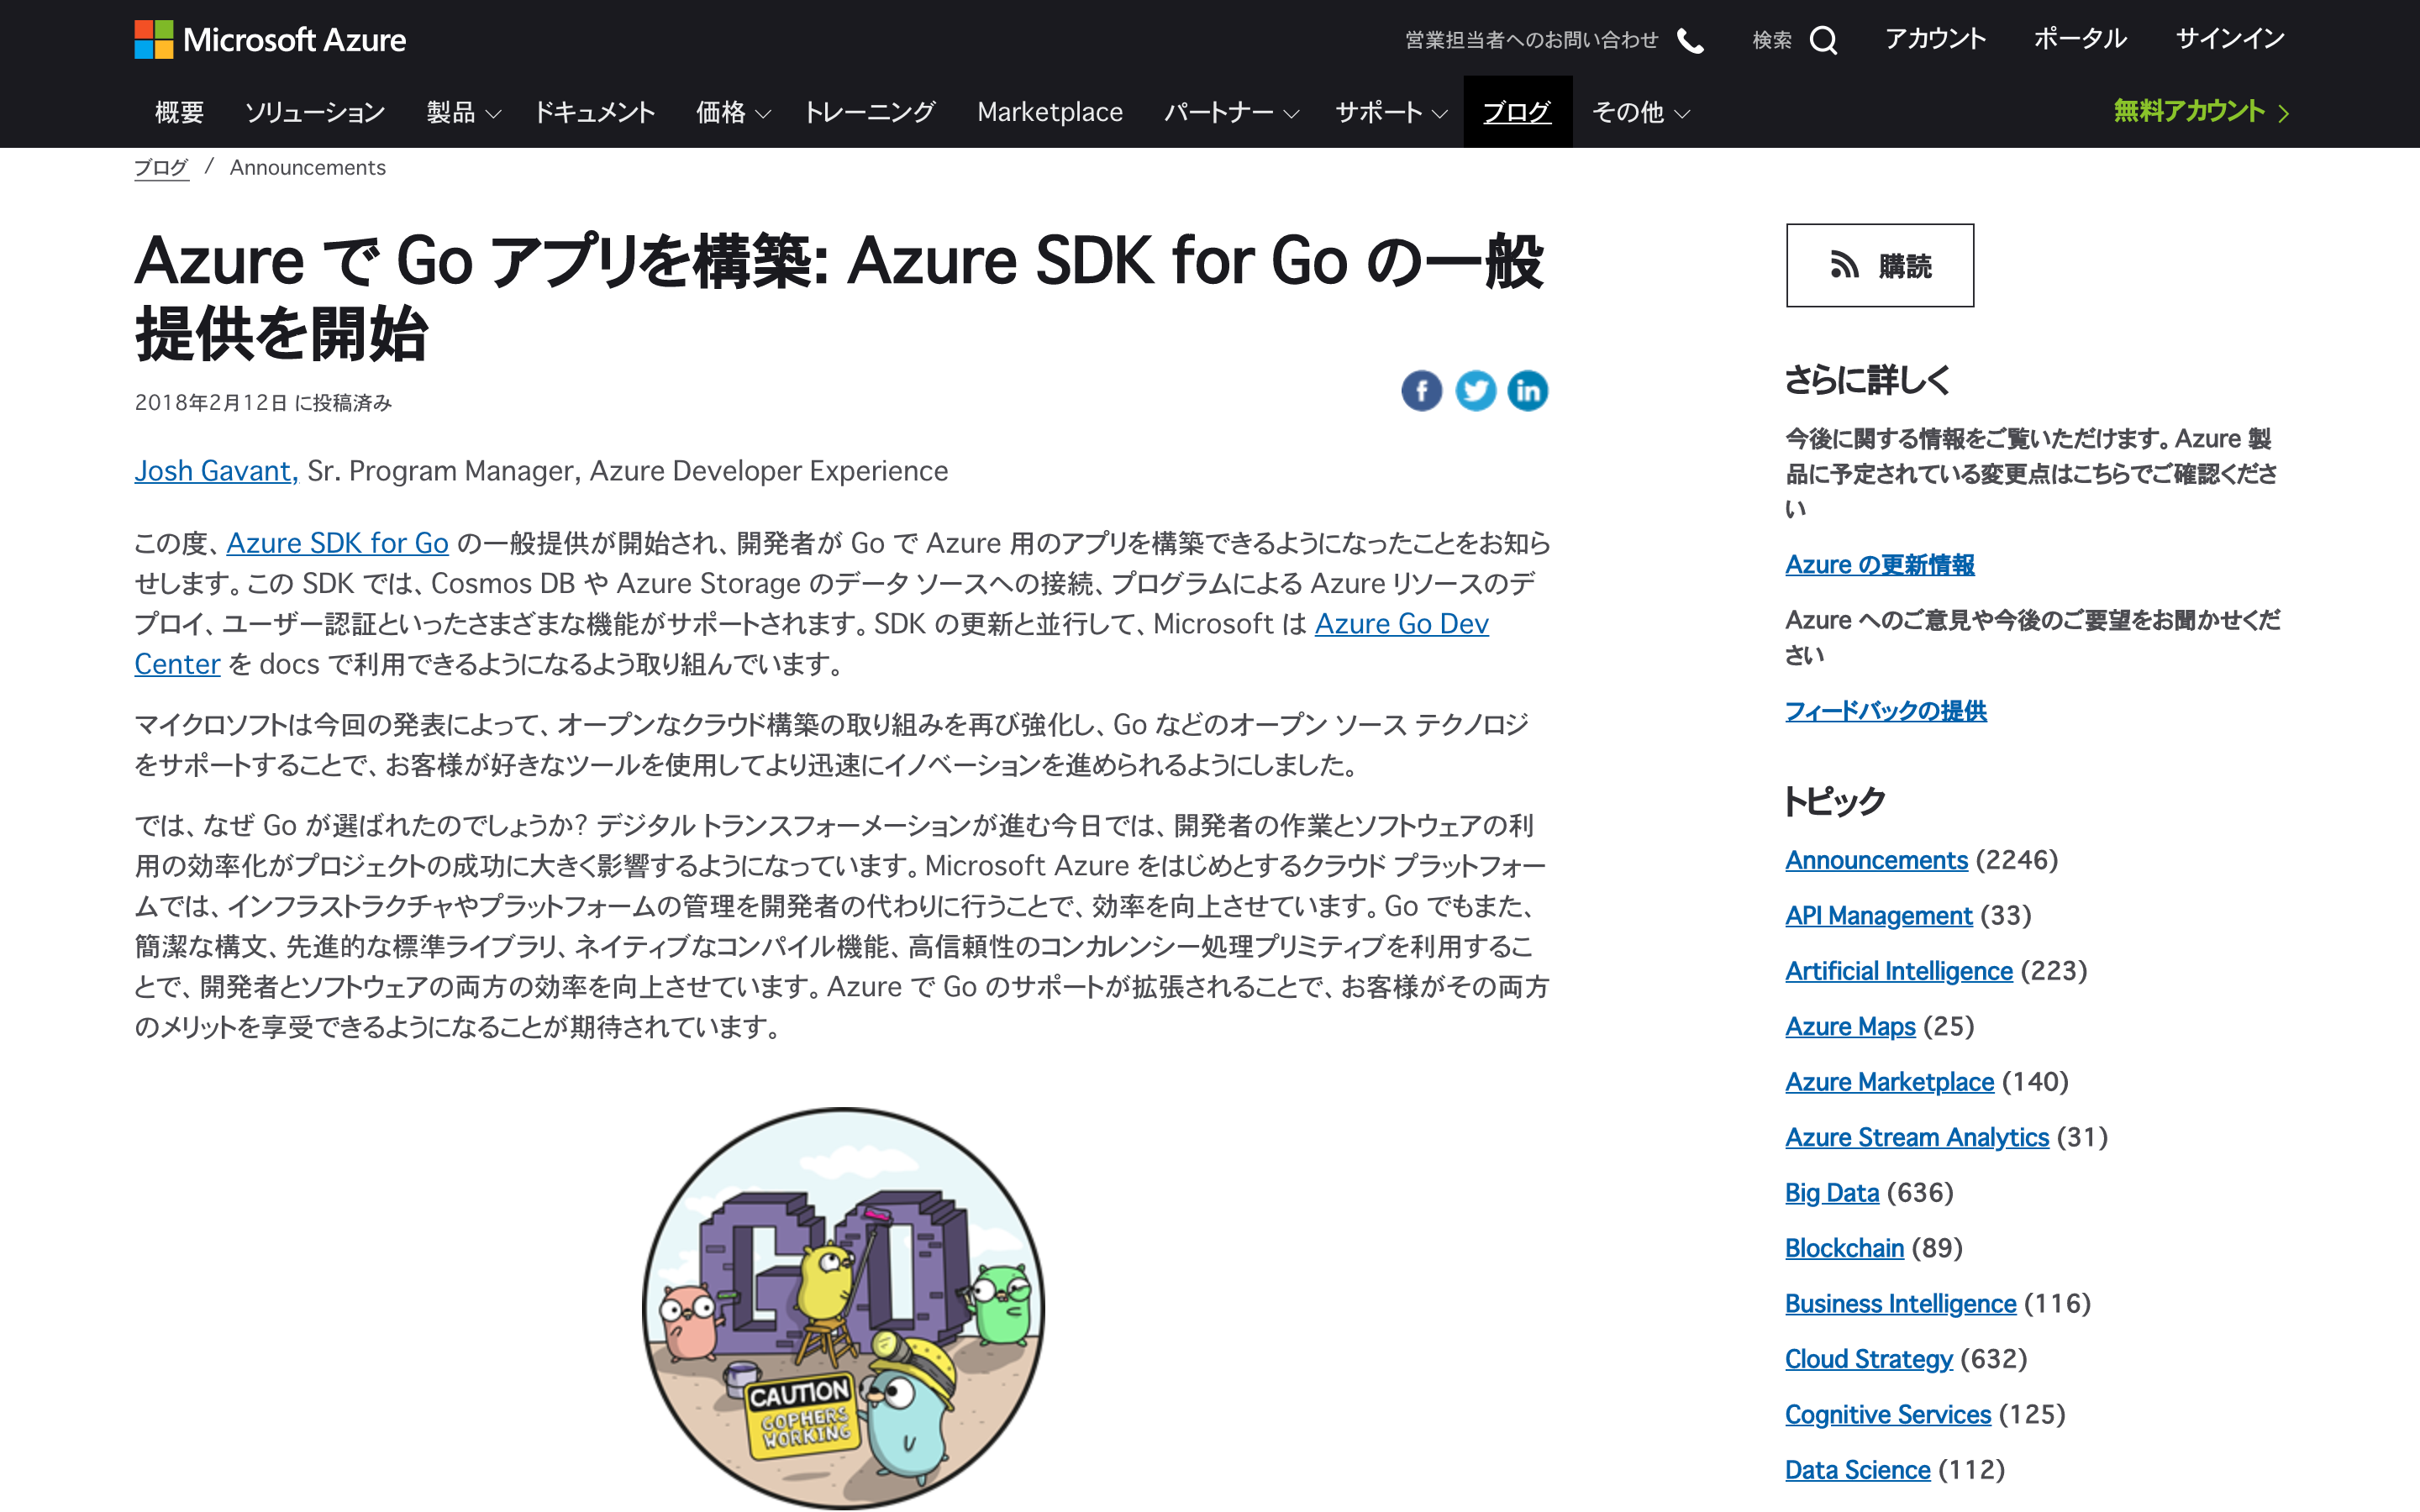 Microsoft Azure
営業担当者へのお問い合わせ
検索
アカウント
ポータル
サインイン
概要
ソリューション
製品
ドキュメント
価格
トレーニング
Marketplace
パートナー
サポート
ブログ
その他
無料アカウント
ブログ / Announcements
Azure で Go アプリを構築: Azure SDK for Go の一般
提供を開始
2018年2月12日 に投稿済み
Josh Gavant, Sr. Program Manager, Azure Developer Experience
この度、Azure SDK for Go の一般提供が開始され、開発者が Go で Azure 用のアプリを構築できるようになったことをお知ら
せします。この SDK では、Cosmos DB や Azure Storage のデータ ソースへの接続、プログラムによる Azure リソースのデ
プロイ、ユーザー認証といったさまざまな機能がサポートされます。SDK の更新と並行して、Microsoft は Azure Go Dev
Center を docs で利用できるようになるよう取り組んでいます。
マイクロソフトは今回の発表によって、オープンなクラウド構築の取り組みを再び強化し、Go などのオープン ソース テクノロジ
をサポートすることで、お客様が好きなツールを使用してより迅速にイノベーションを進められるようにしました。
では、なぜ Go が選ばれたのでしょうか? デジタル トランスフォーメーションが進む今日では、開発者の作業とソフトウェアの利
用の効率化がプロジェクトの成功に大きく影響するようになっています。Microsoft Azure をはじめとするクラウド プラットフォー
ムでは、インフラストラクチャやプラットフォームの管理を開発者の代わりに行うことで、効率を向上させています。Go でもまた、
簡潔な構文、先進的な標準ライブラリ、ネイティブなコンパイル機能、高信頼性のコンカレンシー処理プリミティブを利用するこ
とで、開発者とソフトウェアの両方の効率を向上させています。Azure で Go のサポートが拡張されることで、お客様がその両方
のメリットを享受できるようになることが期待されています。
GO
CAUTION
GOPHERS
WORKING
購読
さらに詳しく
今後に関する情報をご覧いただけます。Azure 製
品に予定されている変更点はこちらでご確認くださ
い
Azure の更新情報
Azure へのご意見や今後のご要望をお聞かせくだ
さい
フィードバックの提供
トピック
Announcements (2246)
API Management (33)
Artificial Intelligence (223)
Azure Maps (25)
Azure Marketplace (140)
Azure Stream Analytics (31)
Big Data (636)
Blockchain (89)
Business Intelligence (116)
Cloud Strategy (632)
Cognitive Services (125)
Data Science (112)